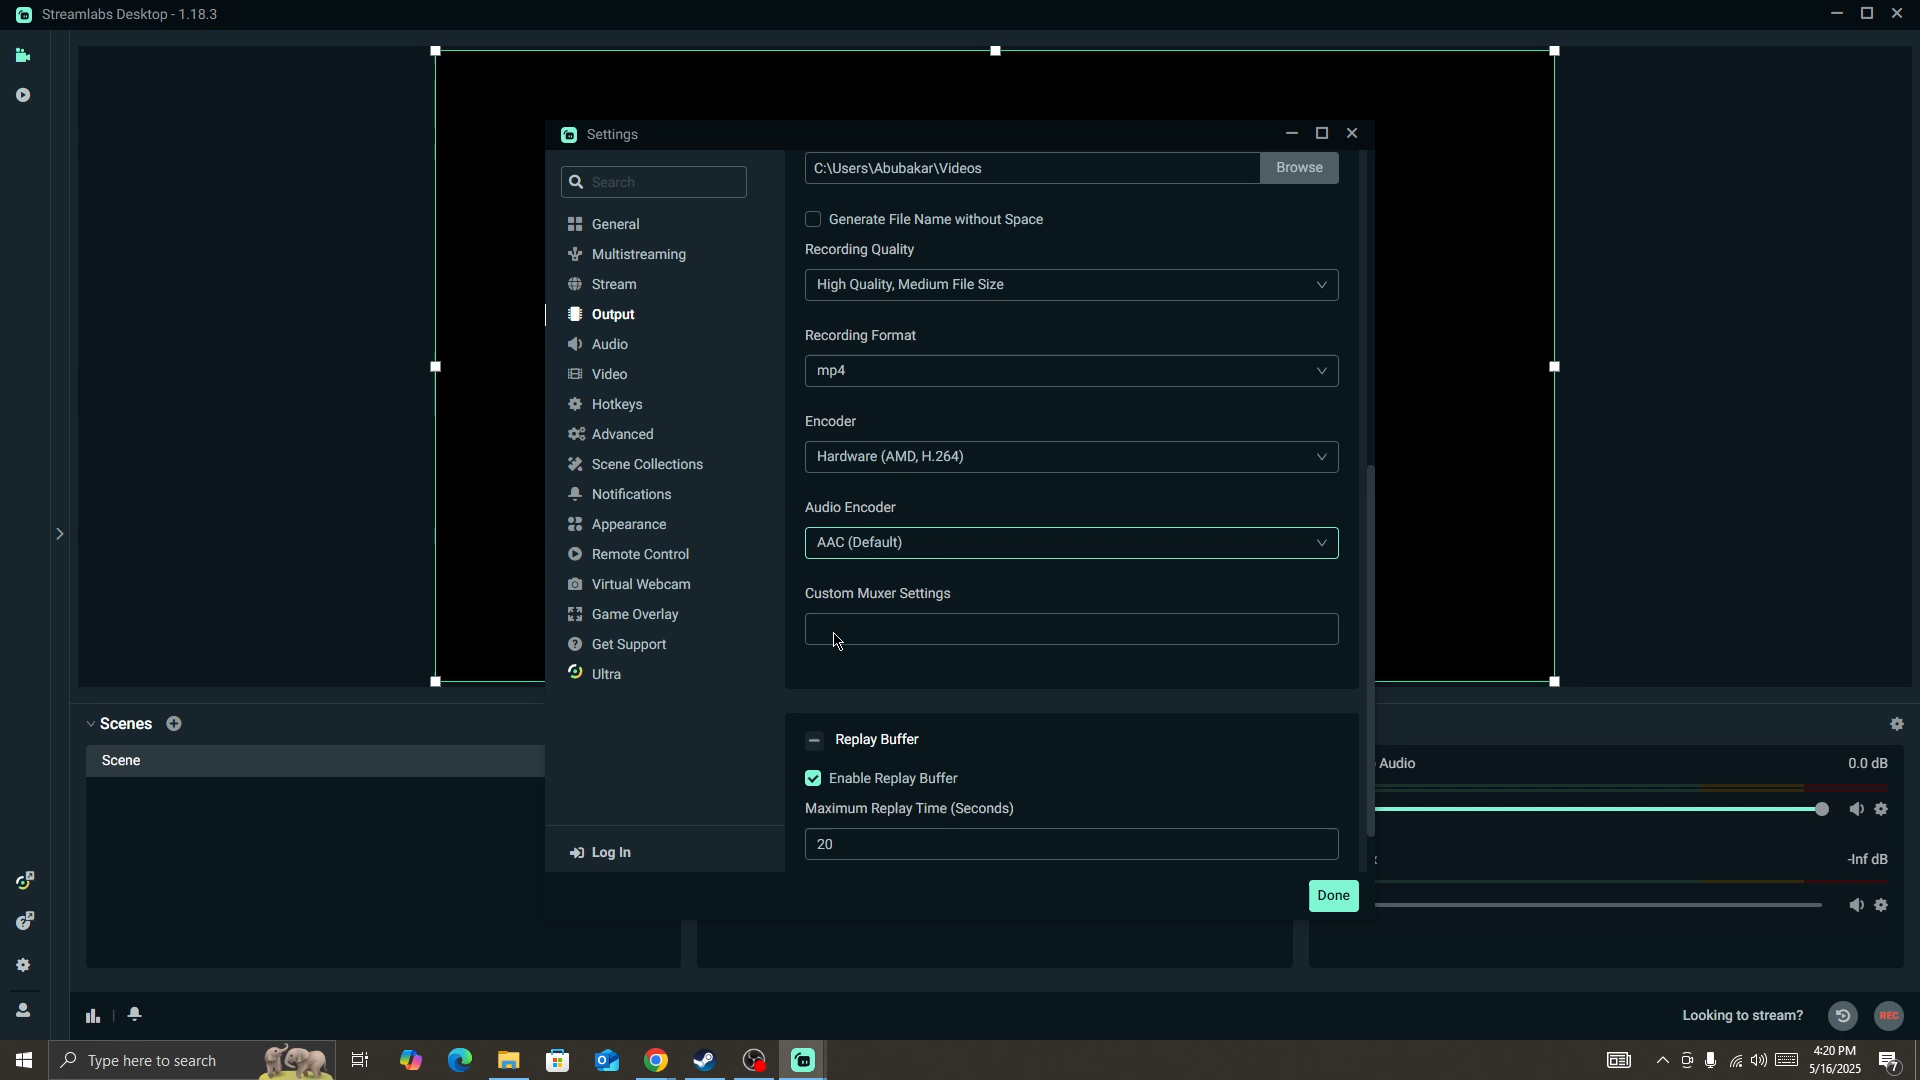 Streamlabs Desktop - 1.18.3
Settings
Search
General
Multistreaming
Stream
Output
Audio
Video
Hotkeys
Advanced
Scene Collections
Notifications
Appearance
Remote Control
Virtual Webcam
Game Overlay
Get Support
Ultra
Log In
C:\Users\Abubakar\Videos
Browse
Generate File Name without Space
Recording Quality
High Quality, Medium File Size
Recording Format
mp4
Encoder
Hardware (AMD, H.264)
Audio Encoder
AAC (Default)
Custom Muxer Settings
Replay Buffer
Enable Replay Buffer
Maximum Replay Time (Seconds)
20
Done
Scenes
Scene
Audio
0.0 dB
-Inf dB
Looking to stream?
REC
Type here to search
4:20 PM
5/16/2025
7